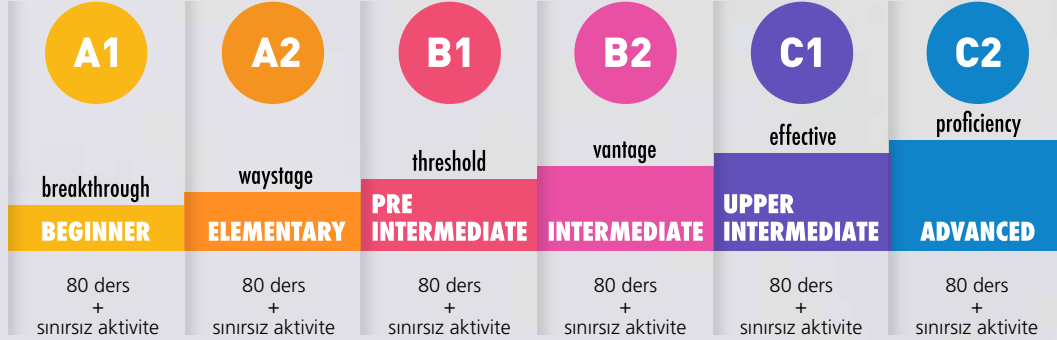 A1
breakthrough
BEGINNER
80 ders
+
sınırsız aktivite
A2
waystage
ELEMENTARY
80 ders
+
sınırsız aktivite
B1
threshold
PRE
INTERMEDIATE
80 ders
+
sınırsız aktivite
B2
vantage
INTERMEDIATE
80 ders
+
sınırsız aktivite
C1
effective
UPPER
INTERMEDIATE
80 ders
+
sınırsız aktivite
C2
proficiency
ADVANCED
80 ders
+
sınırsız aktivite